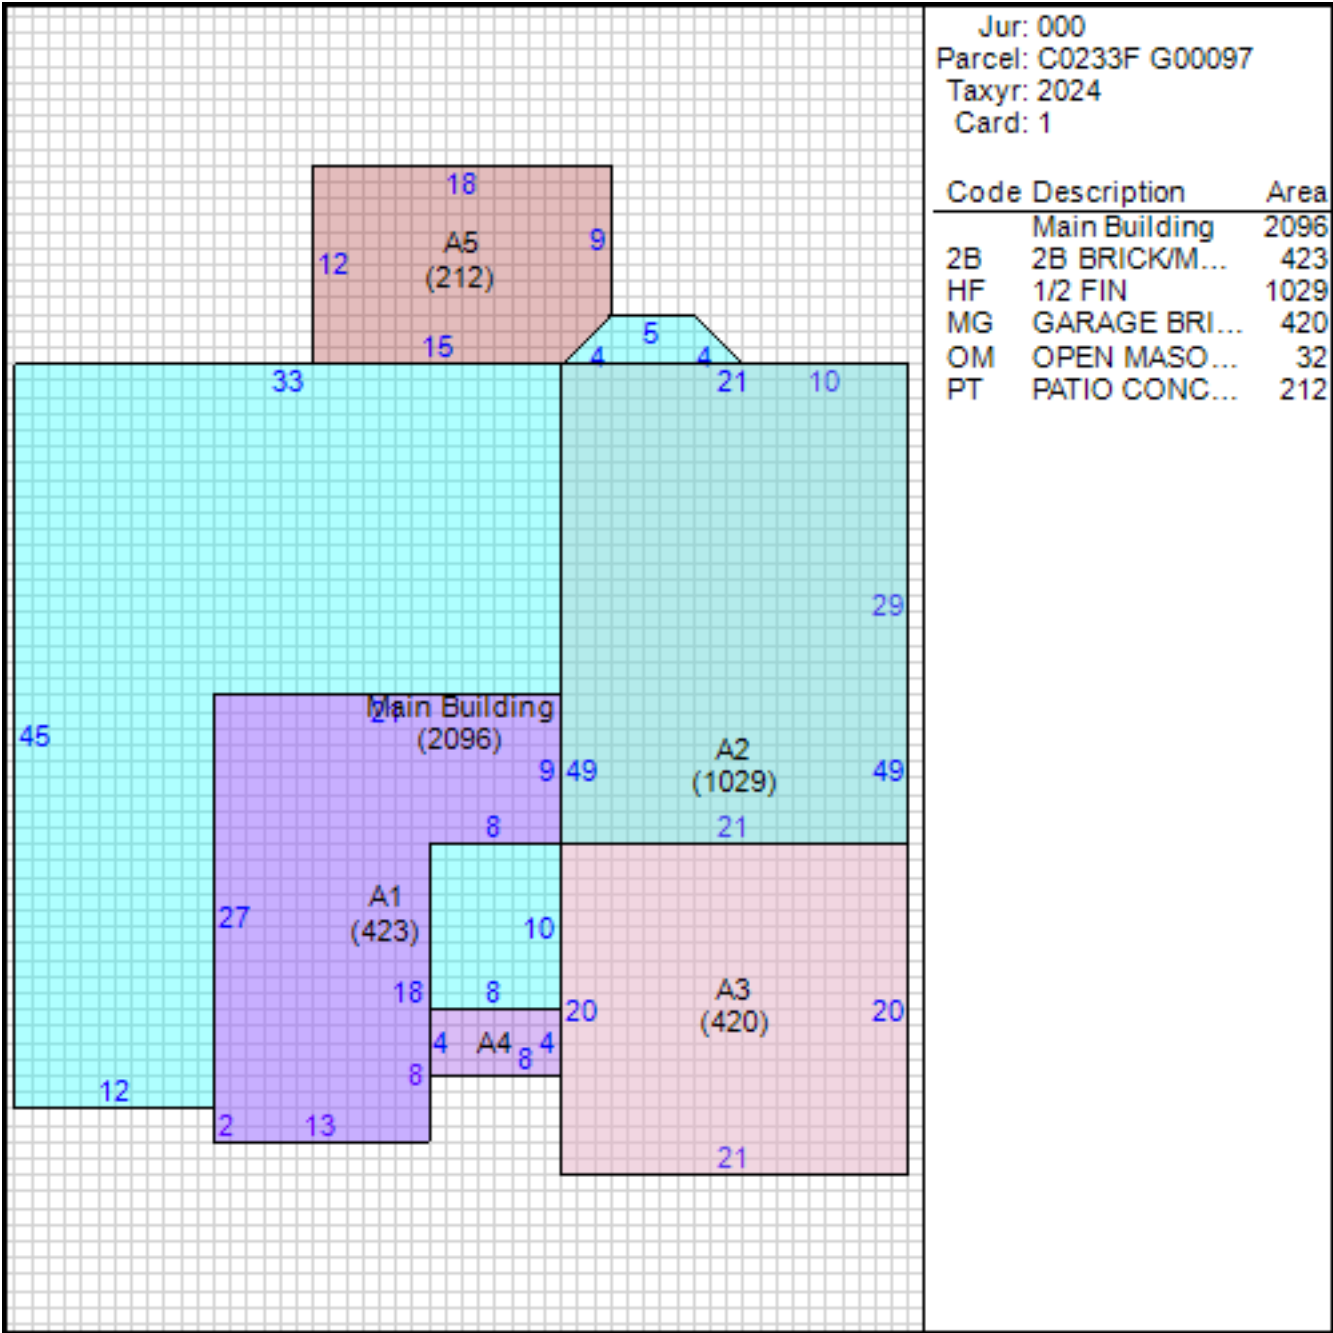 Jur: 000
Parcel: C0233F G00097
Taxyr: 2024
Card: 1
Code Description Area
Main Building 2096
2B 2B BRICK/M... 423
HF 1/2 FIN 1029
MG GARAGE BRI... 420
OM OPEN MASO... 32
PT PATIO CONC... 212
18
A5
(212)
12
9
15
5
4
4
33
21
10
29
45
21
Main Building
(2096)
9
49
A2
(1029)
49
8
21
A1
(423)
27
10
18
8
A3
(420)
20
20
4
A4
8
4
8
12
2
13
21